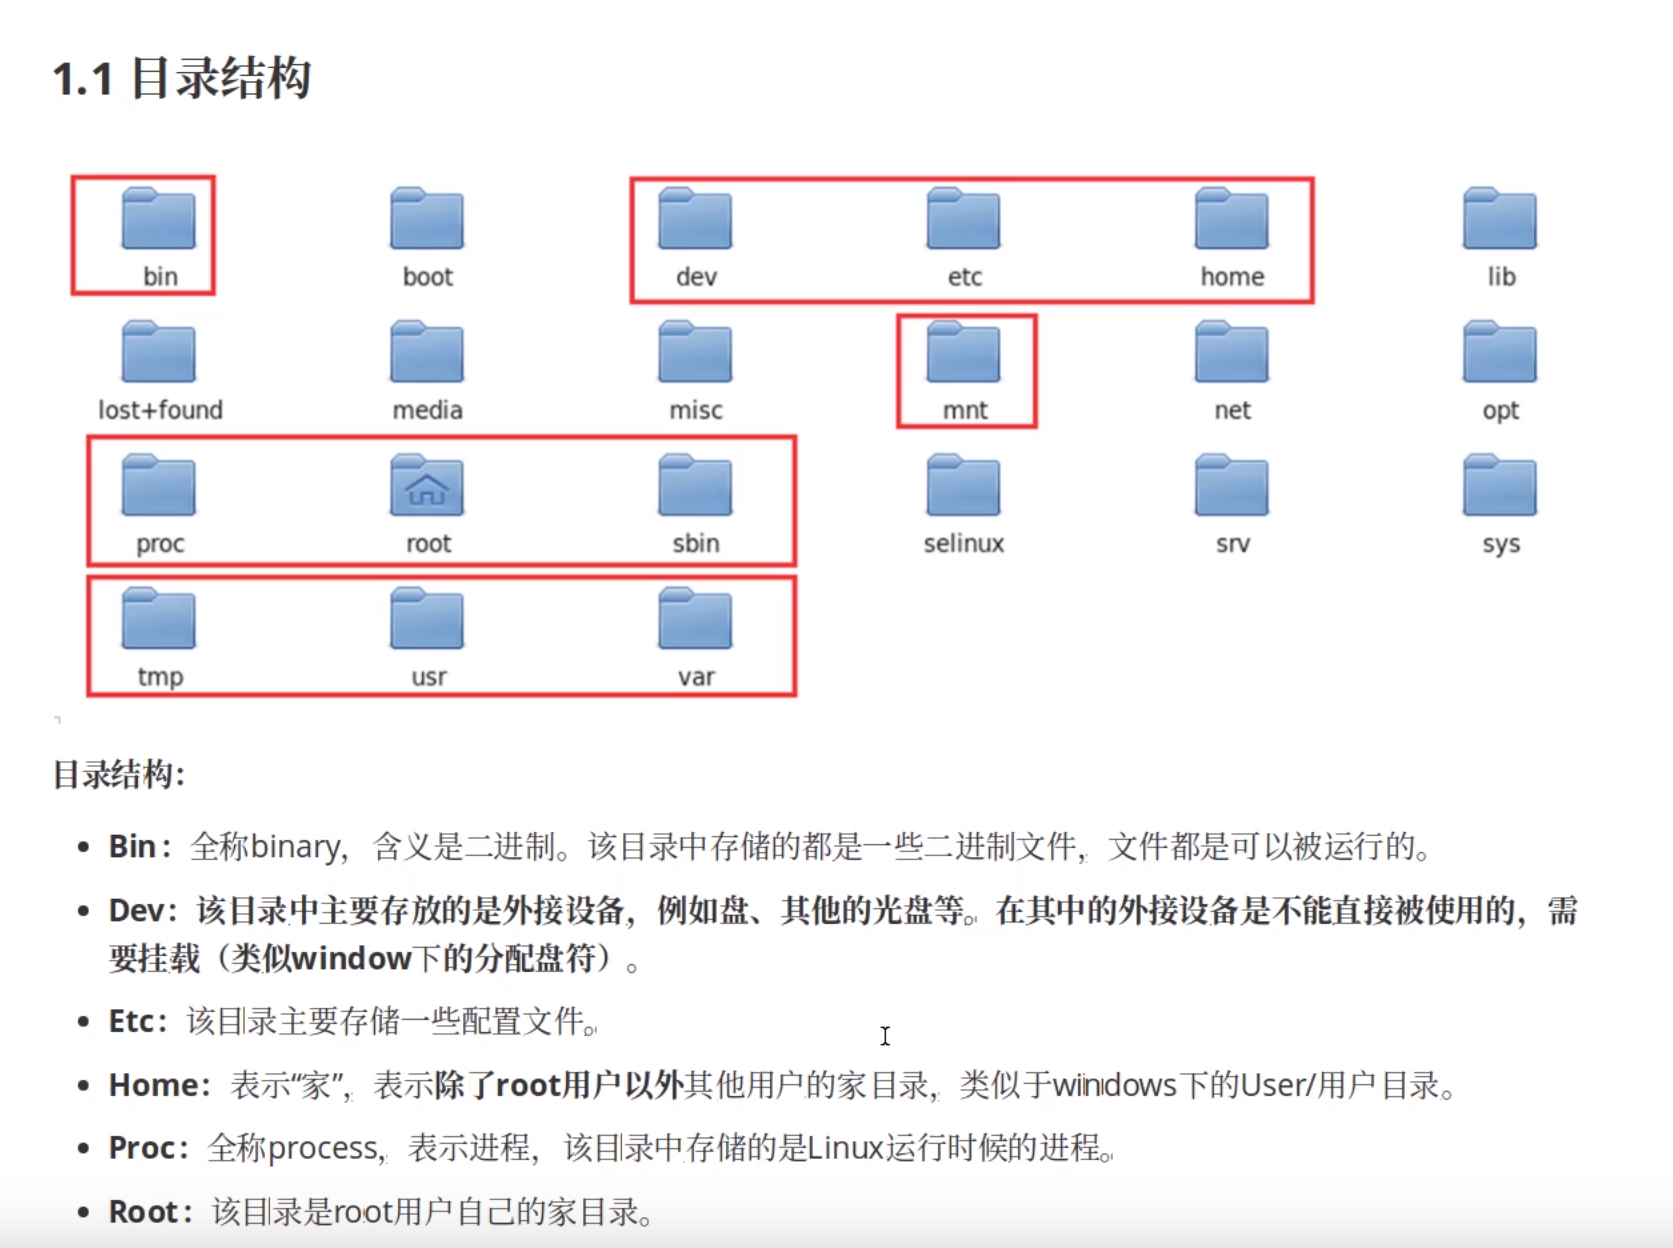 1.1 目录结构
bin boot dev etc home lib
lost+found media misc mnt net opt
proc root sbin selinux srv sys
tmp usr var
目录结构：
Bin：全称binary，含义是二进制。该目录中存储的都是一些二进制文件，文件都是可以被运行的。
Dev：该目录中主要存放的是外接设备，例如盘、其他的光盘等。在其中的外接设备是不能直接被使用的，需
要挂载（类似window下的分配盘符）。
Etc：该目录主要存储一些配置文件。
Home：表示“家”，表示除了root用户以外其他用户的家目录，类似于windows下的User/用户目录。
Proc：全称process，表示进程，该目录中存储的是Linux运行时候的进程。
Root：该目录是root用户自己的家目录。